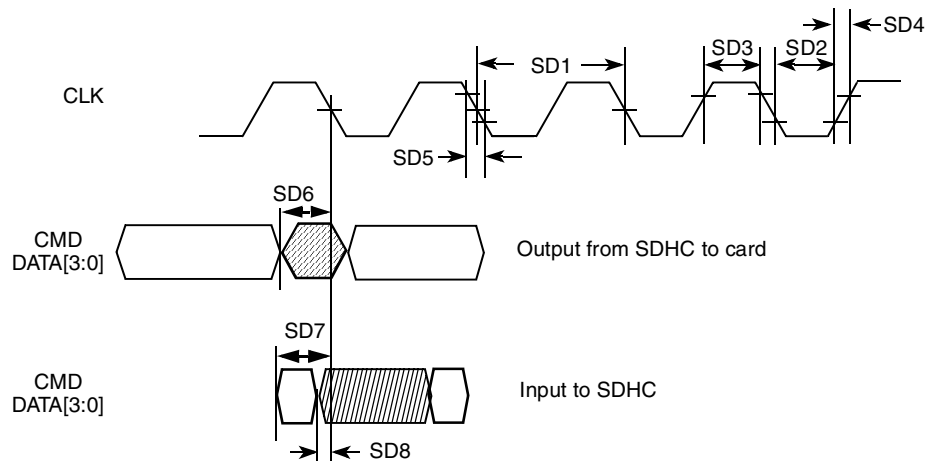 SD4
SD3
SD2
SD1
CLK
SD5
SD6
CMD
DATA[3:0]
Output from SDHC to card
SD7
CMD
DATA[3:0]
Input to SDHC
SD8